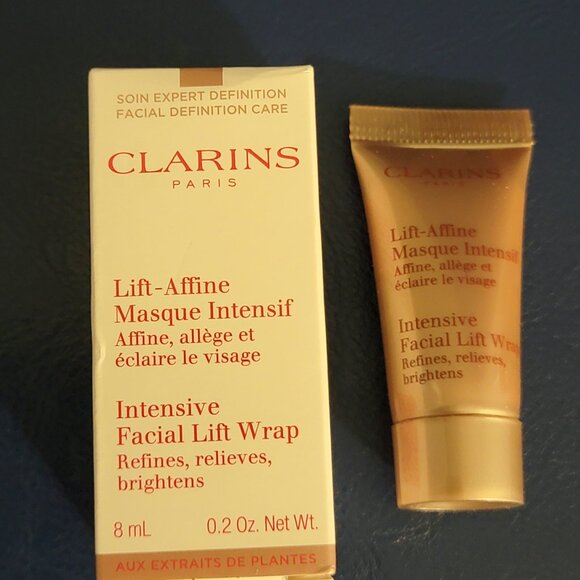 SOIN EXPERT DEFINITION
FACIAL DEFINITION CARE
CLARINS
PARIS
Lift-Affine
Masque Intensif
Affine, allège et
éclaire le visage
Intensive
Facial Lift Wrap
Refines, relieves,
brightens
8 mL 0.2 Oz. Net Wt.
AUX EXTRAITS DE PLANTES
CLARINS
PARIS
Lift-Affine
Masque Intensif
Affine, allège et
éclaire le visage
Intensive
Facial Lift Wrap
Refines, relieves,
brightens